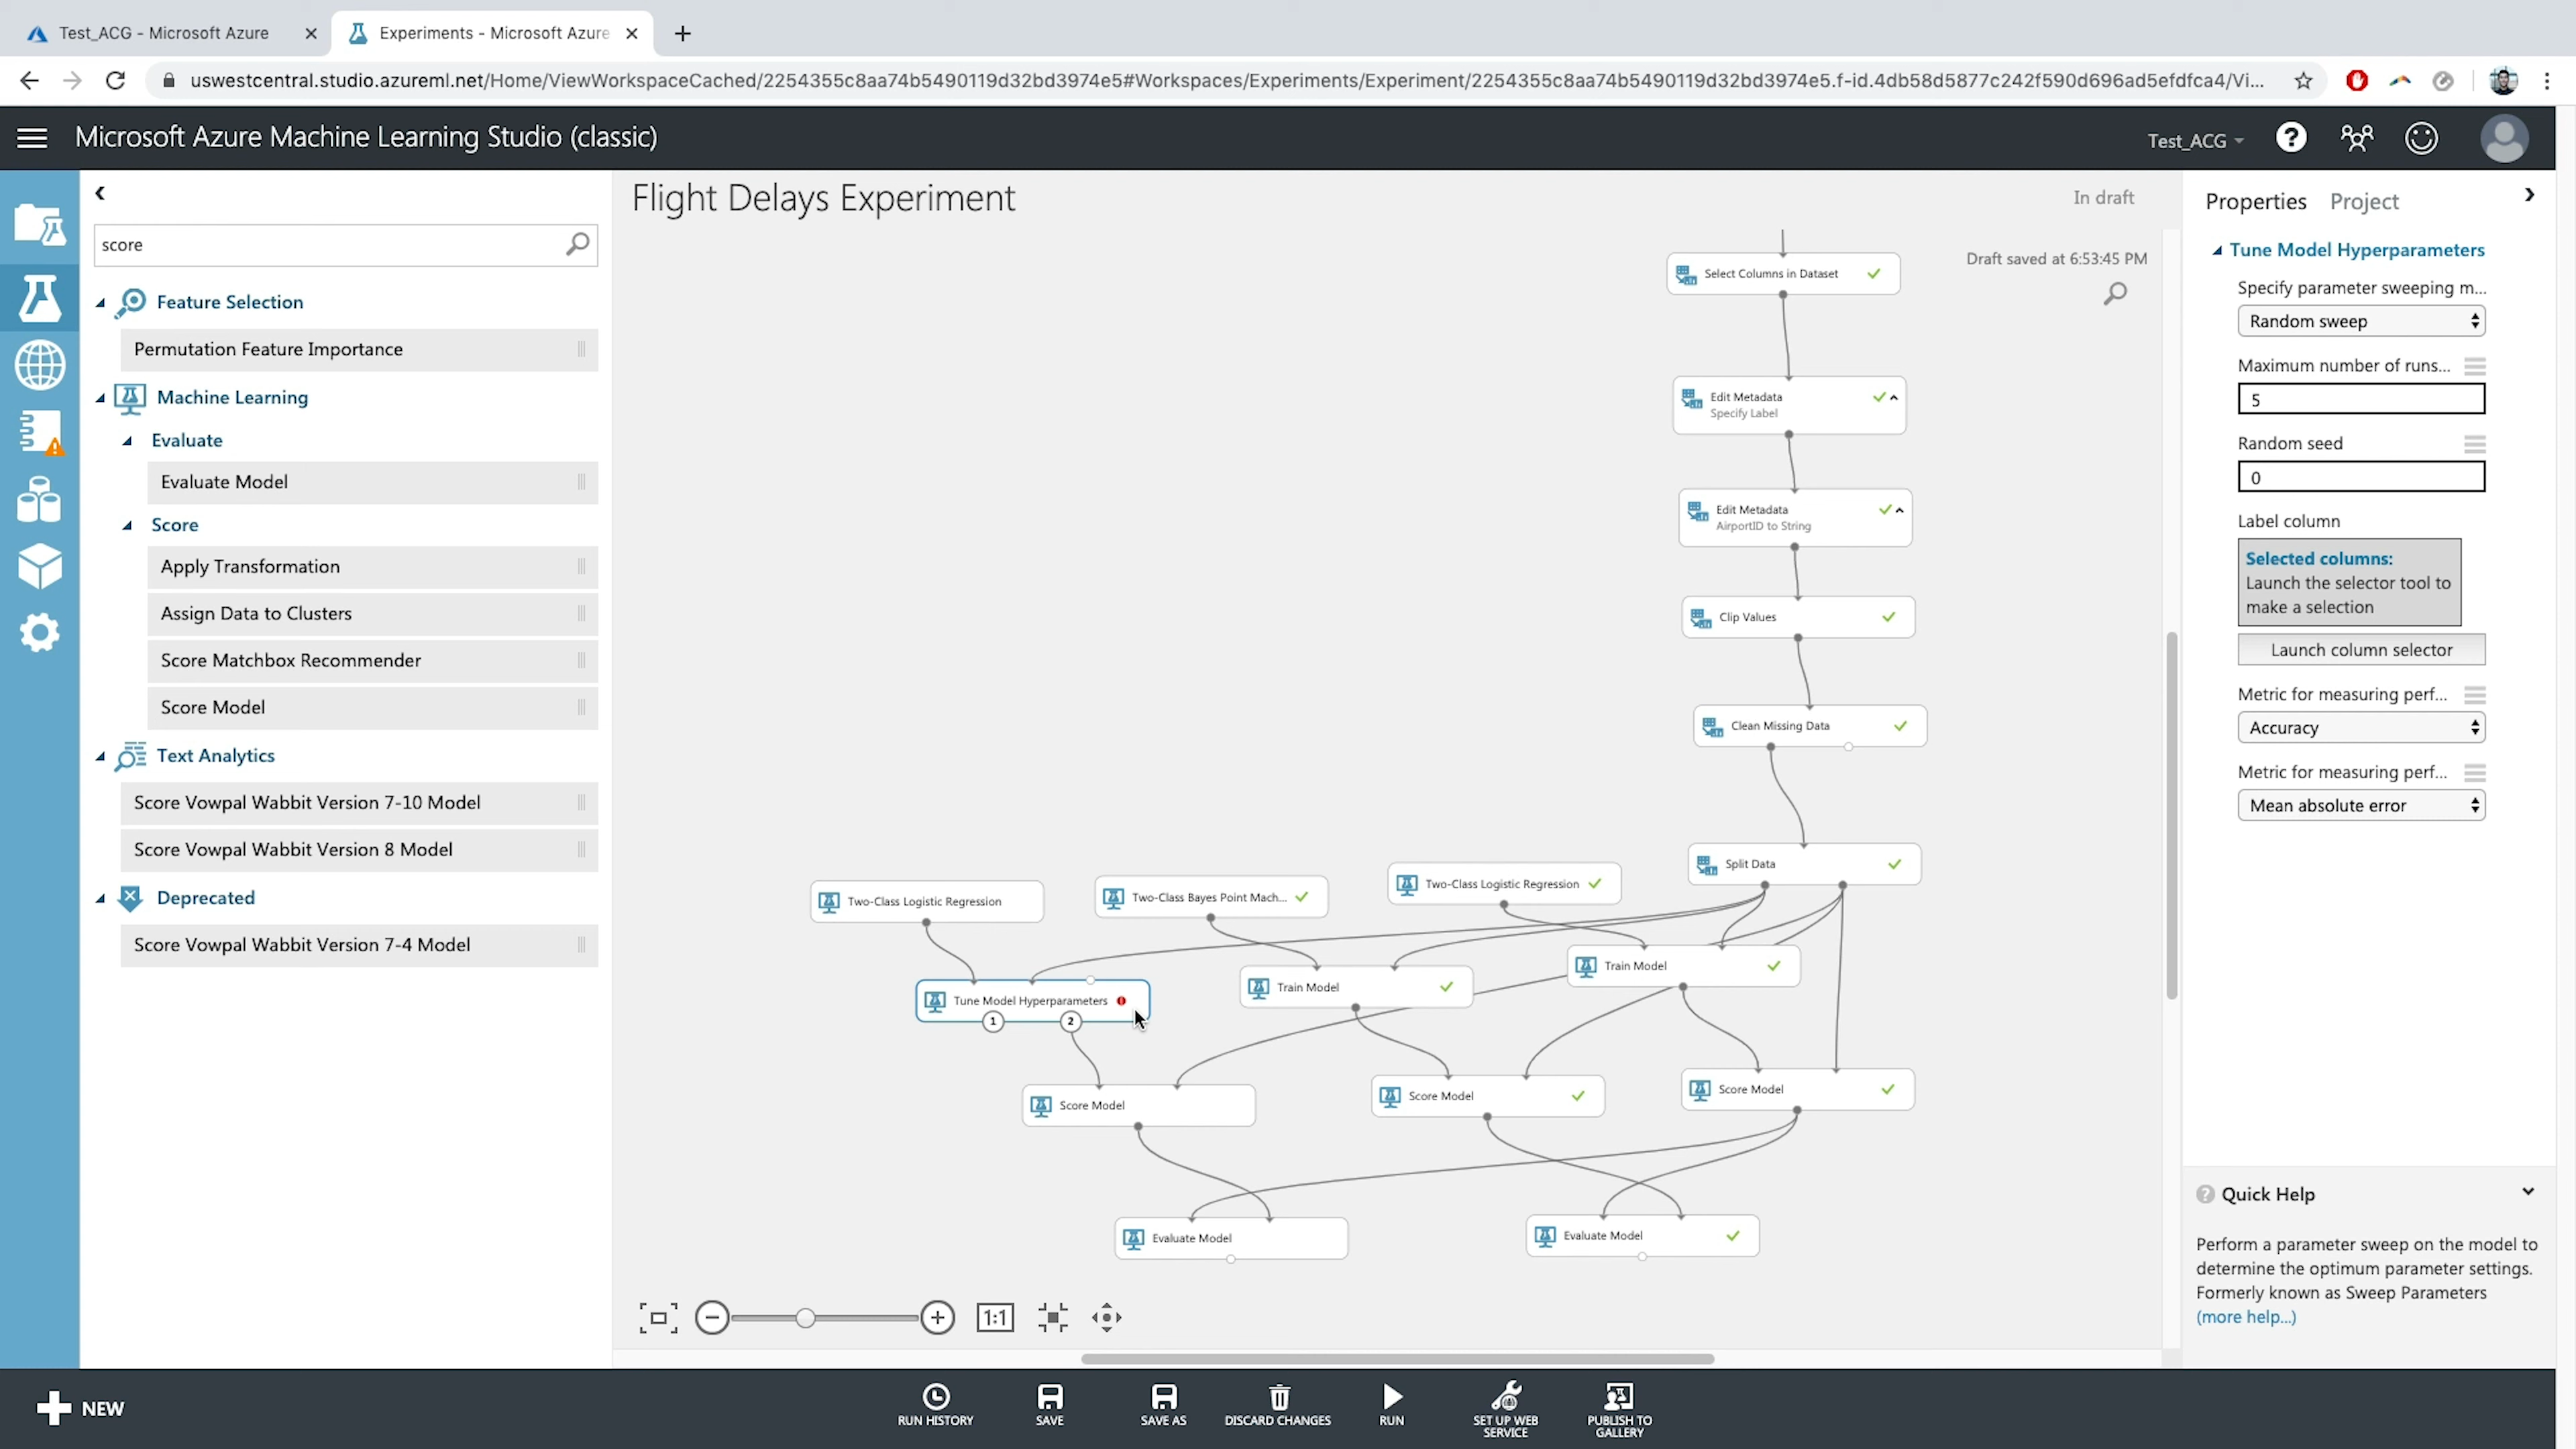 Test_ACG - Microsoft Azure
Experiments - Microsoft Azure
uswestcentral.studio.azureml.net/Home/ViewWorkspaceCached/2254355c8aa74b5490119d32bd3974e5#Workspaces/Experiments/Experiment/2254355c8aa74b5490119d32bd3974e5.f-id.4db58d5877c242f590d696ad5efdfca4/Vi...
Microsoft Azure Machine Learning Studio (classic)
Test_ACG
score
Feature Selection
Permutation Feature Importance
Machine Learning
Evaluate
Evaluate Model
Score
Apply Transformation
Assign Data to Clusters
Score Matchbox Recommender
Score Model
Text Analytics
Score Vowpal Wabbit Version 7-10 Model
Score Vowpal Wabbit Version 8 Model
Deprecated
Score Vowpal Wabbit Version 7-4 Model
Flight Delays Experiment
In draft
Draft saved at 6:53:45 PM
Select Columns in Dataset
Edit Metadata
Specify Label
Edit Metadata
AirportID to String
Clip Values
Clean Missing Data
Split Data
Two-Class Logistic Regression
Two-Class Bayes Point Mach...
Two-Class Logistic Regression
Tune Model Hyperparameters
1
2
Train Model
Train Model
Score Model
Score Model
Score Model
Evaluate Model
Evaluate Model
1:1
Properties
Project
Tune Model Hyperparameters
Specify parameter sweeping m...
Random sweep
Maximum number of runs...
5
Random seed
0
Label column
Selected columns:
Launch the selector tool to
make a selection
Launch column selector
Metric for measuring perf...
Accuracy
Metric for measuring perf...
Mean absolute error
Quick Help
Perform a parameter sweep on the model to
determine the optimum parameter settings.
Formerly known as Sweep Parameters
(more help...)
NEW
RUN HISTORY
SAVE
SAVE AS
DISCARD CHANGES
RUN
SET UP WEB
SERVICE
PUBLISH TO
GALLERY